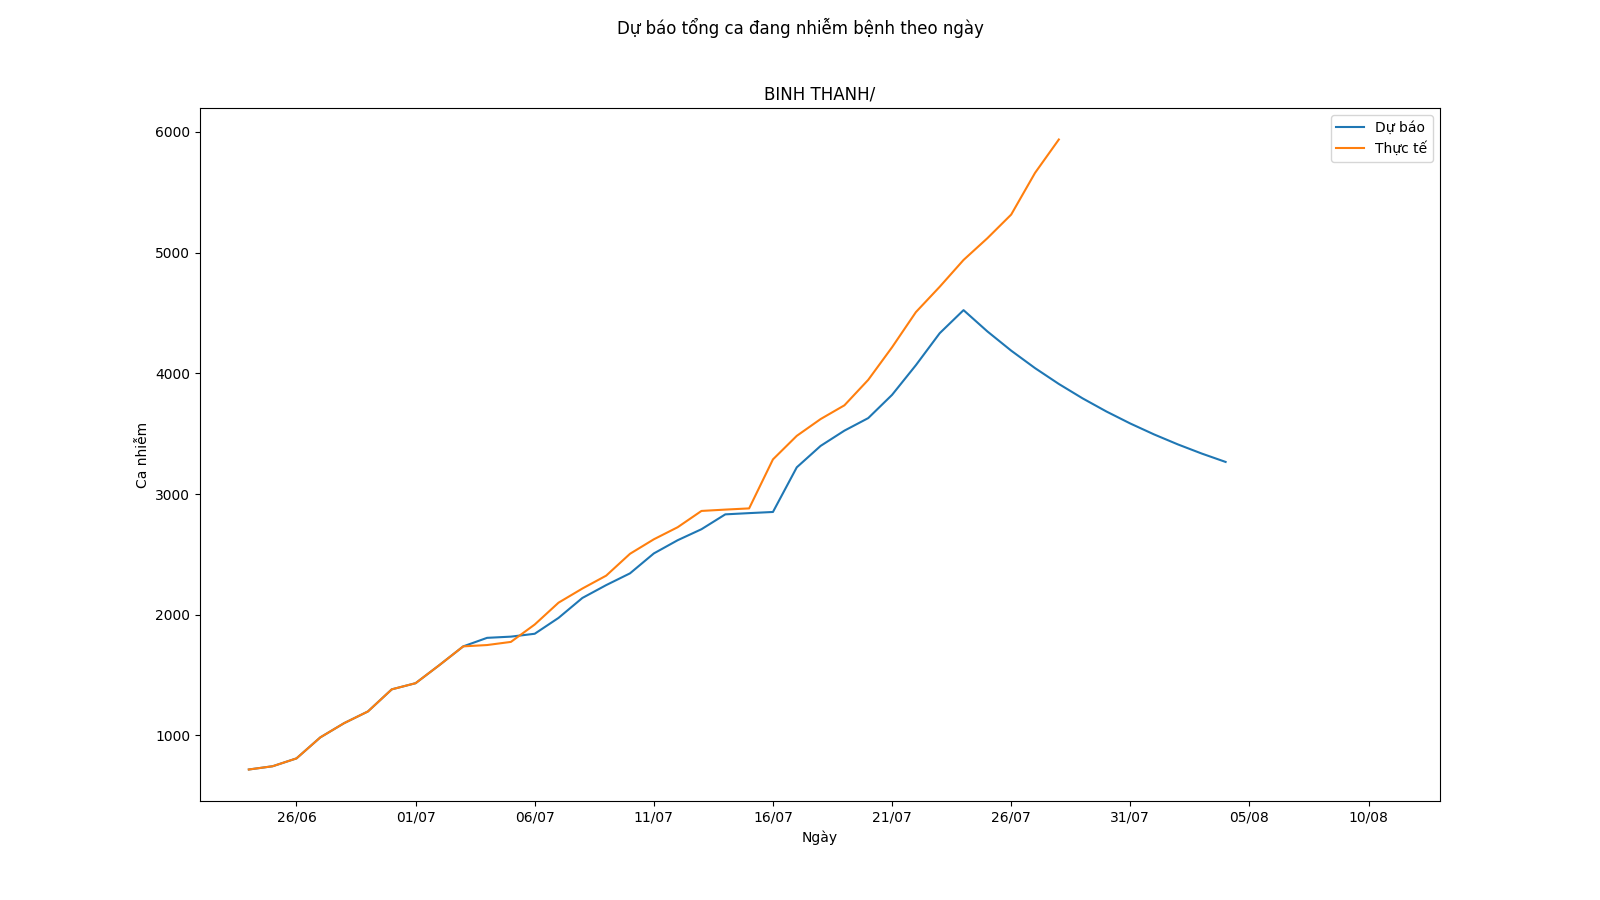 Dự báo tổng ca đang nhiễm bệnh theo ngày
BINH THANH/
Dự báo
Thực tế
6000
5000
4000
3000
2000
1000
Ca nhiễm
26/06 01/07 06/07 11/07 16/07 21/07 26/07 31/07 05/08 10/08
Ngày